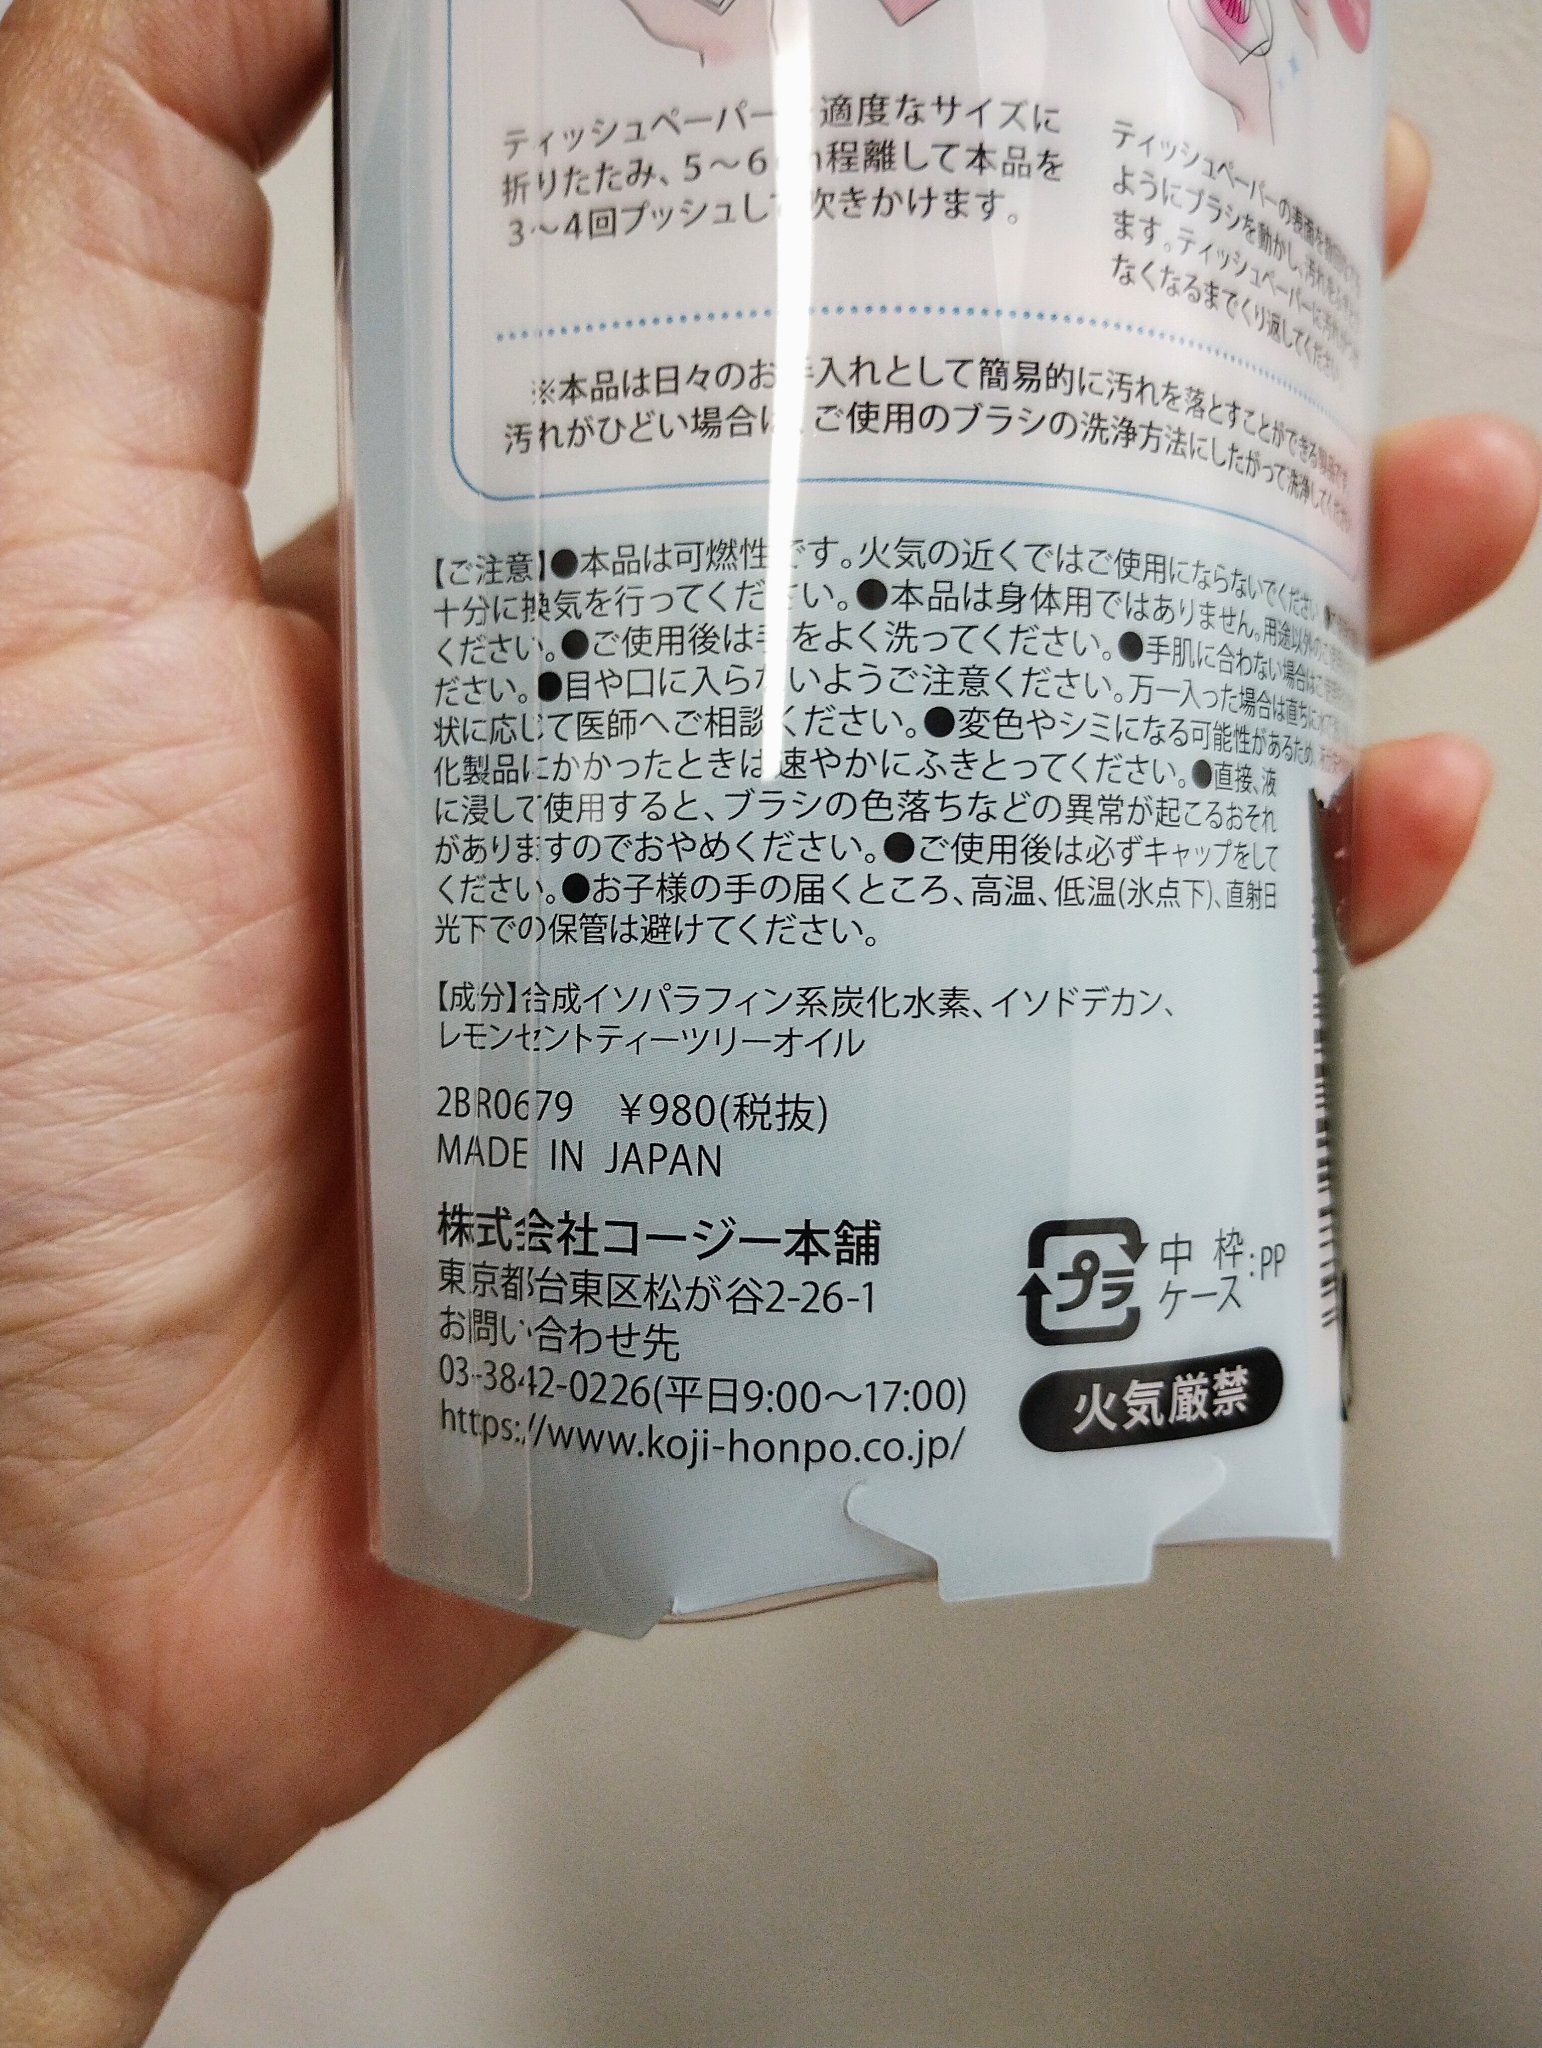 ティッシュペーパー 適度なサイズに
折りたたみ、5〜6 程離して本品を
3〜4回プッシュして吹きかけます。
ティッシュペーパーの表面を
ようにブラシを動かし、汚れを
ます。ティッシュペーパーに汚れが
なくなるまでくり返してください
※本品は日々のお手入れとして簡易的に汚れを落とすことができる
汚れがひどい場合は、ご使用のブラシの洗浄方法にしたがって洗浄してください
【ご注意】●本品は可燃性です。火気の近くではご使用にならないでください
十分に換気を行ってください。●本品は身体用ではありません。用途以外の
ください。●ご使用後は手をよく洗ってください。●手肌に合わない場合は
ださい。●目や口に入らないようご注意ください。万一入った場合は直ちに
状に応じて医師へご相談ください。●変色やシミになる可能性があるため、
化製品にかかったときは速やかにふきとってください。●直接、液
に浸して使用すると、ブラシの色落ちなどの異常が起こるおそれ
がありますのでおやめください。●ご使用後は必ずキャップをして
ください。●お子様の手の届くところ、高温、低温(氷点下)、直射日
光下での保管は避けてください。
【成分】合成イソパラフィン系炭化水素、イソドデカン、
レモンセントティーツリーオイル
2BR0679 ¥980(税抜)
MADE IN JAPAN
株式会社コージー本舗
東京都台東区松が谷2-26-1
お問い合わせ先
03-3842-0226(平日9:00〜17:00)
https://www.koji-honpo.co.jp/
プラ
中枠:PP
ケース
火気厳禁